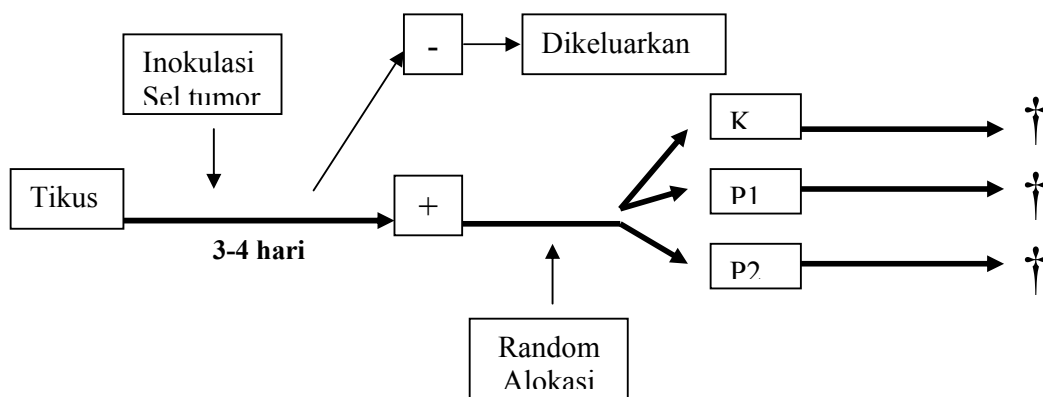 Inokulasi
Sel tumor
-
Dikeluarkan
Tikus
3-4 hari
+
K
P1
P2
†
†
†
Random
Alokasi